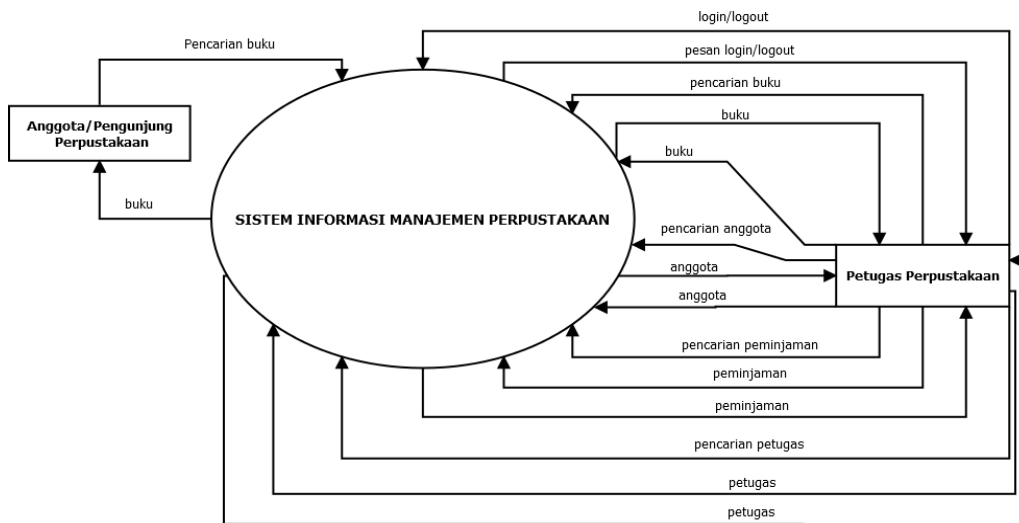 login/logout
Pencarian buku
pesan login/logout
pencarian buku
buku
Anggota/Pengunjung
Perpustakaan
buku
buku
SISTEM INFORMASI MANAJEMEN PERPUSTAKAAN
pencarian anggota
anggota
Petugas Perpustakaan
anggota
pencarian peminjaman
peminjaman
peminjaman
pencarian petugas
petugas
petugas